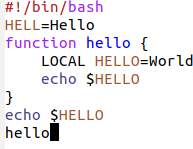 #!/bin/bash
HELL=Hello
function hello {
    LOCAL HELLO=World
    echo $HELLO
}
echo $HELLO
hello